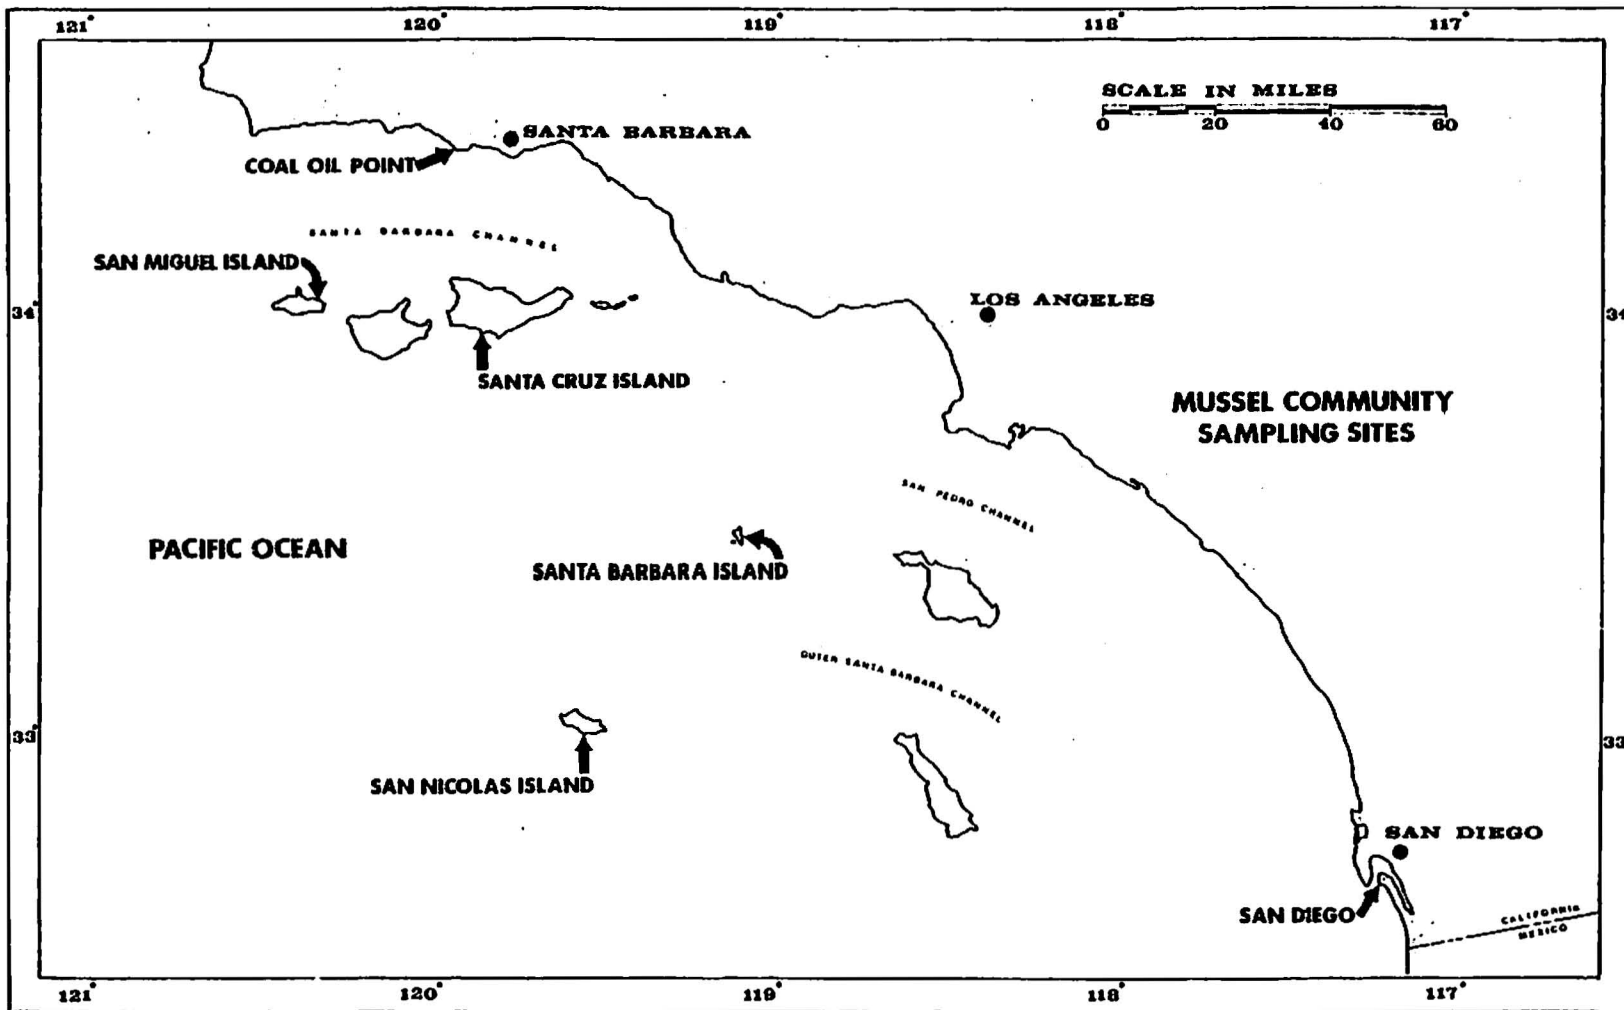 121° 120° 119° 118° 117°
SCALE IN MILES
0 20 40 60
SANTA BARBARA
COAL OIL POINT
SANTA BARBARA CHANNEL
SAN MIGUEL ISLAND
LOS ANGELES
34° 34
SANTA CRUZ ISLAND
MUSSEL COMMUNITY
SAMPLING SITES
SAN PEDRO CHANNEL
PACIFIC OCEAN
SANTA BARBARA ISLAND
OUTER SANTA BARBARA CHANNEL
33° 33
SAN NICOLAS ISLAND
SAN DIEGO
SAN DIEGO
CALIFORNIA
MEXICO
121° 120° 119° 118° 117°